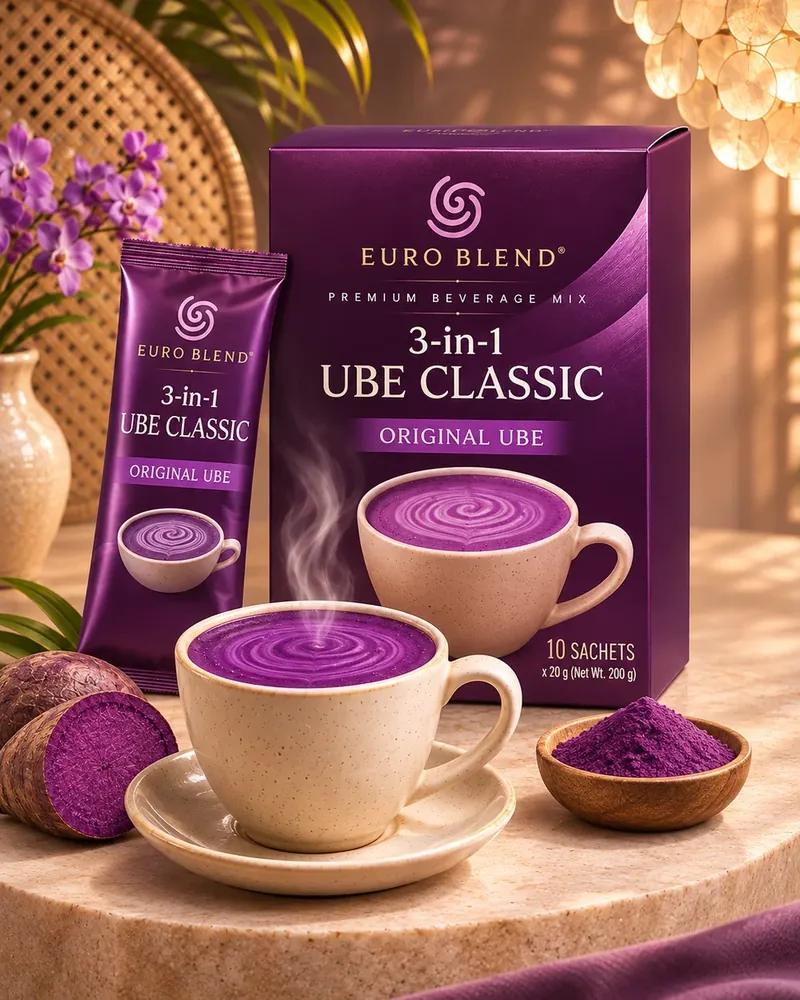 EURO BLEND®
PREMIUM BEVERAGE MIX
3-in-1
UBE CLASSIC
ORIGINAL UBE
10 SACHETS
x 20 g (Net Wt. 200 g)
EURO BLEND®
3-in-1
UBE CLASSIC
ORIGINAL UBE